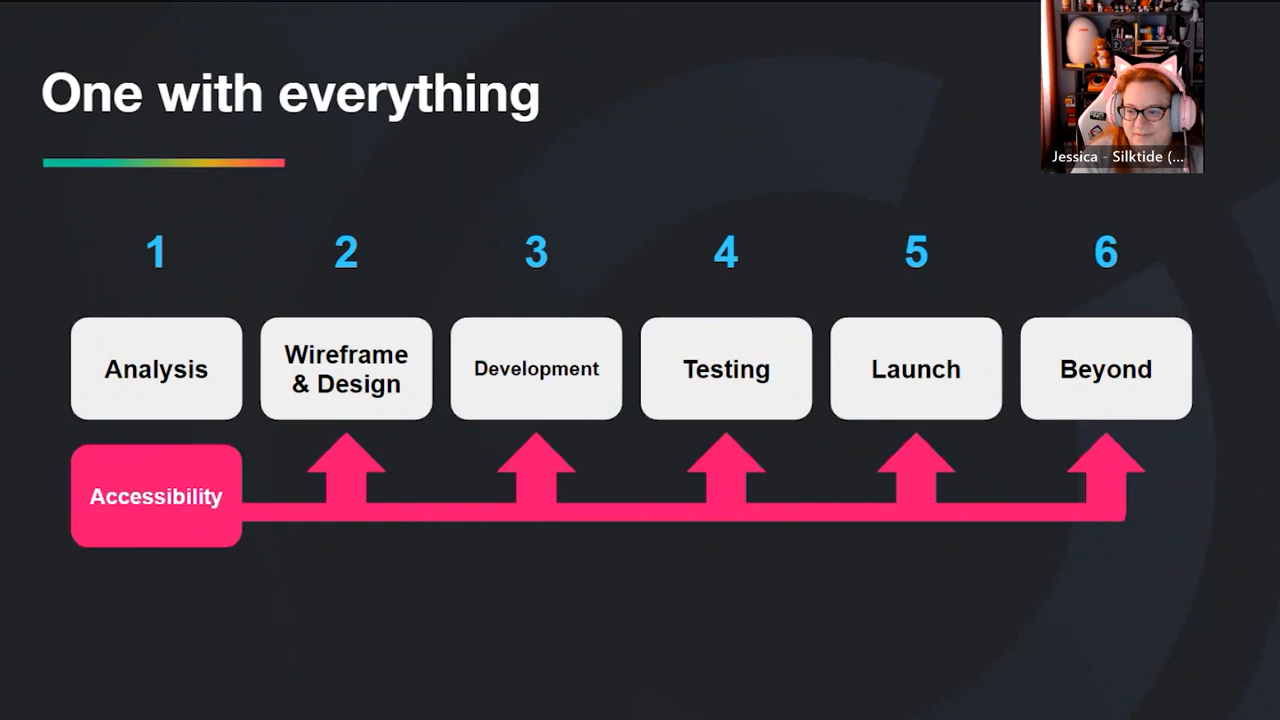 One with everything
Jessica - Silktide (...
1
2
3
4
5
6
Analysis
Wireframe
& Design
Development
Testing
Launch
Beyond
Accessibility